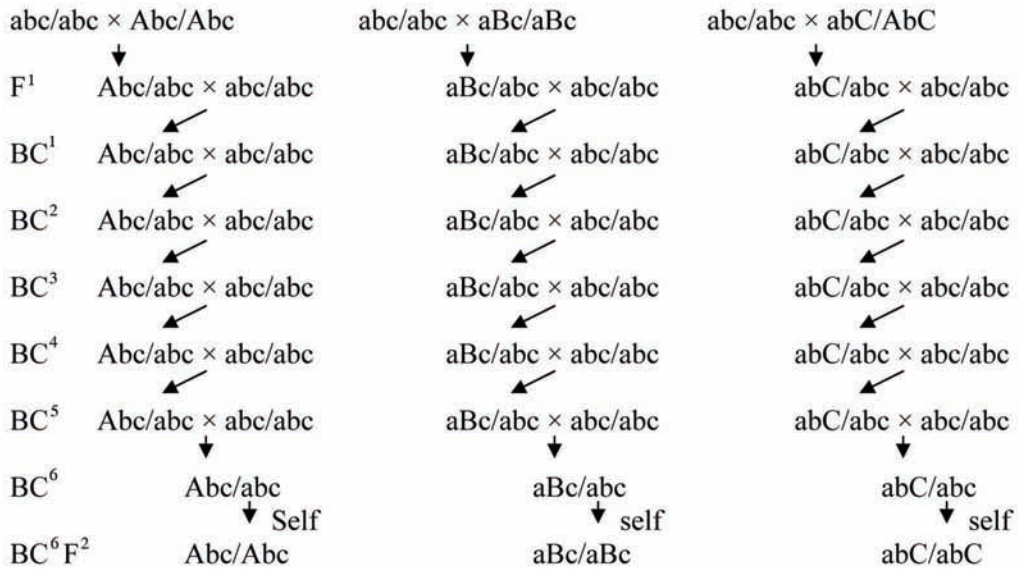 abc/abc × Abc/Abc abc/abc × aBc/aBc abc/abc × abC/AbC
F¹ Abc/abc × abc/abc aBc/abc × abc/abc abC/abc × abc/abc
BC¹ Abc/abc × abc/abc aBc/abc × abc/abc abC/abc × abc/abc
BC² Abc/abc × abc/abc aBc/abc × abc/abc abC/abc × abc/abc
BC³ Abc/abc × abc/abc aBc/abc × abc/abc abC/abc × abc/abc
BC⁴ Abc/abc × abc/abc aBc/abc × abc/abc abC/abc × abc/abc
BC⁵ Abc/abc × abc/abc aBc/abc × abc/abc abC/abc × abc/abc
BC⁶ Abc/abc aBc/abc abC/abc
Self self self
BC⁶F² Abc/Abc aBc/aBc abC/abC